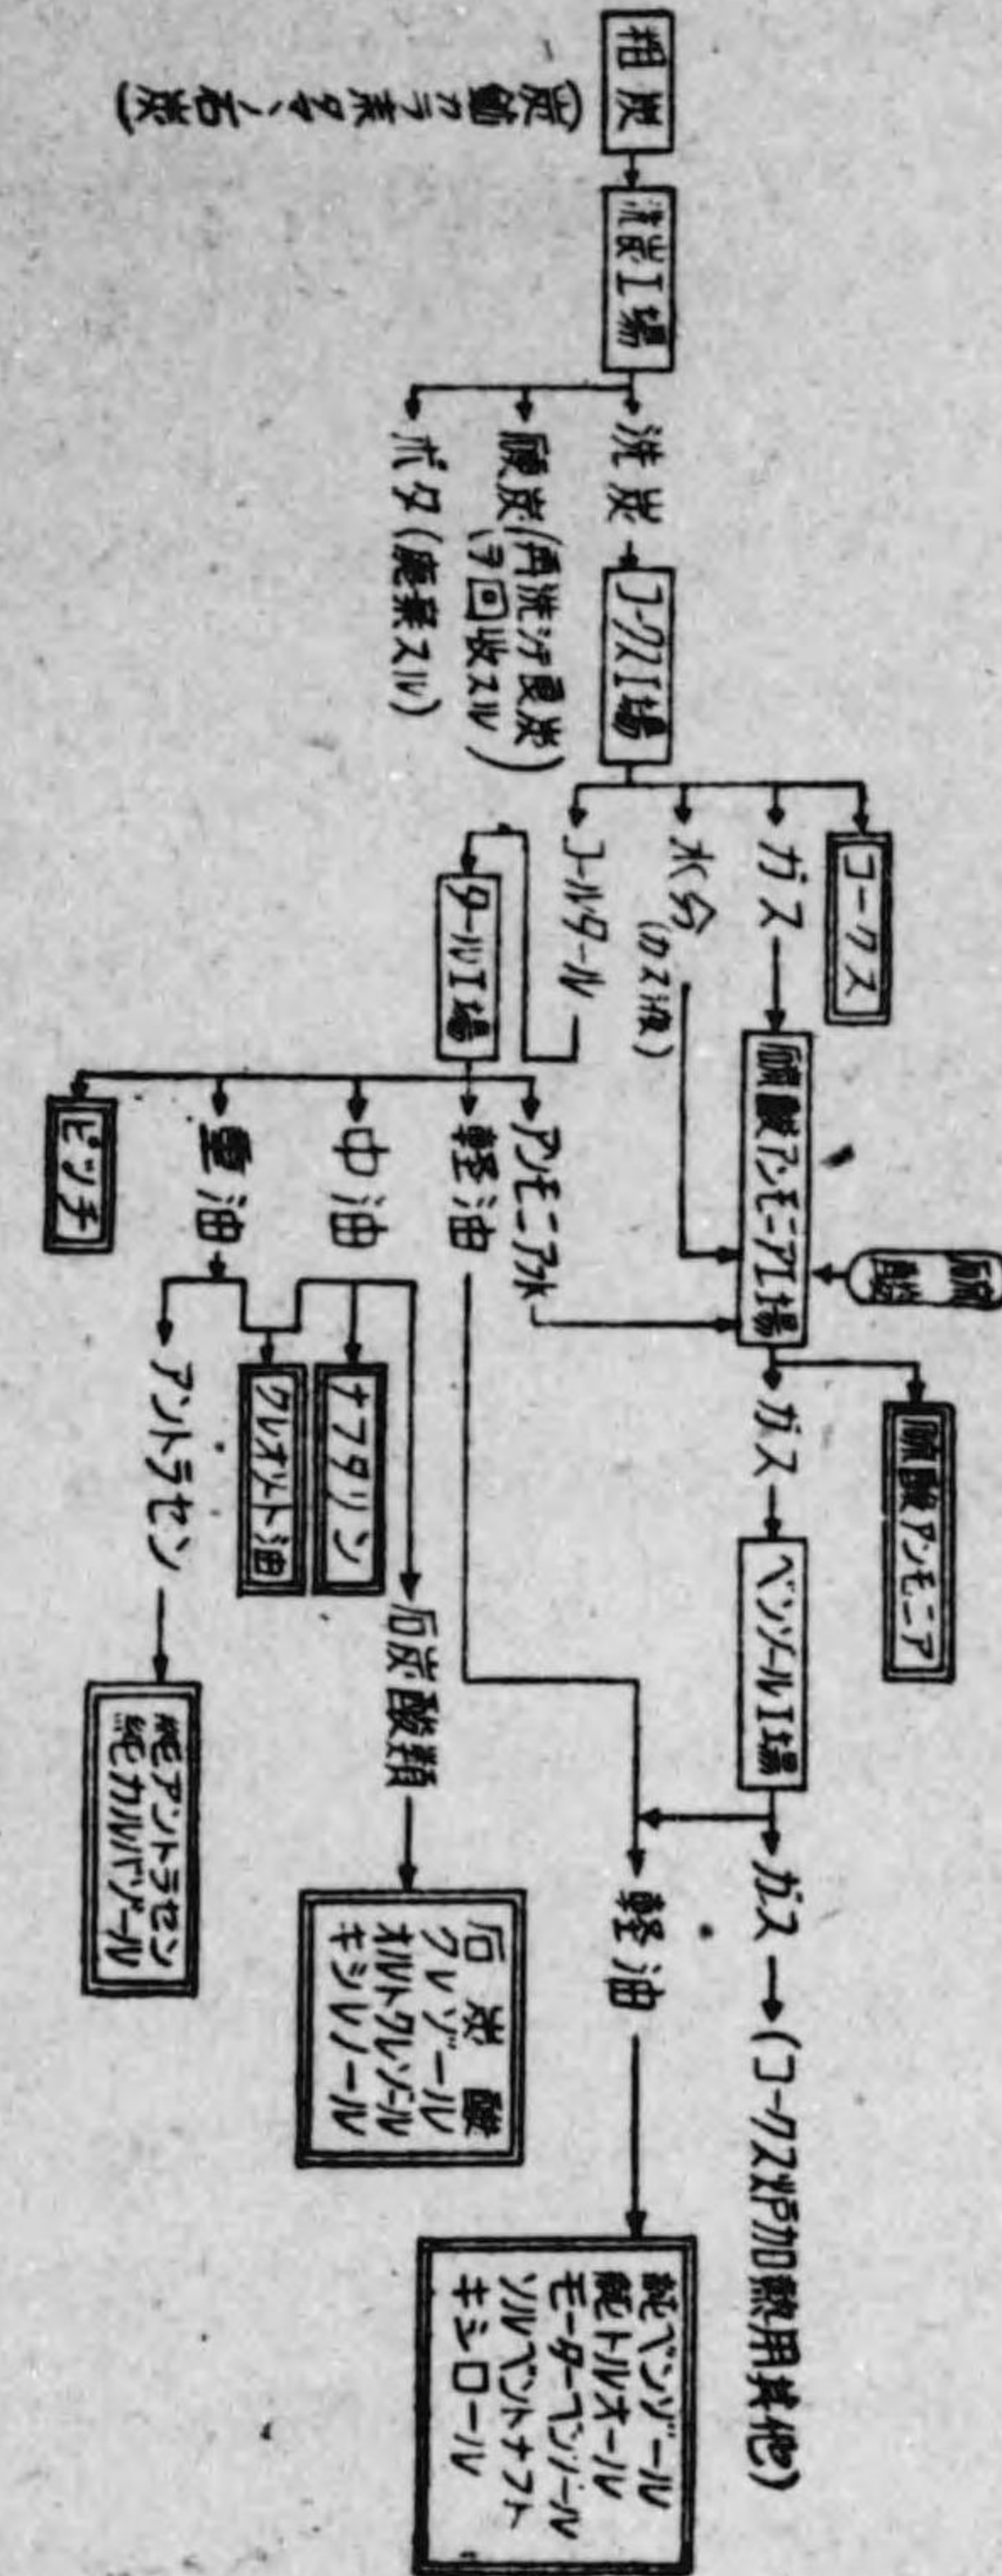 粗炭
(炭鉱カラ来タマヽノ石炭)
洗炭工場
洗炭
硬炭(再洗シテ良炭
ヲ回収スル)
ボタ(廃棄スル)
コークス工場
コークス
ガス
水分
(ガス液)
コールタール
硫酸アンモニア工場
硫酸
硫酸アンモニア
タール工場
アンモニア水
軽油
中油
重油
ピッチ
ガス
ベンゾール工場
ガス
(コークス炉加熱用其他)
軽油
純ベンゾール
純トルオール
モーターベンゾール
ソルベントナフト
キシロール
石炭酸類
石炭酸
クレゾール
オルトクレゾール
キシレノール
ナフタリン
クレオソート油
アントラセン
純アントラセン
純カルバゾール